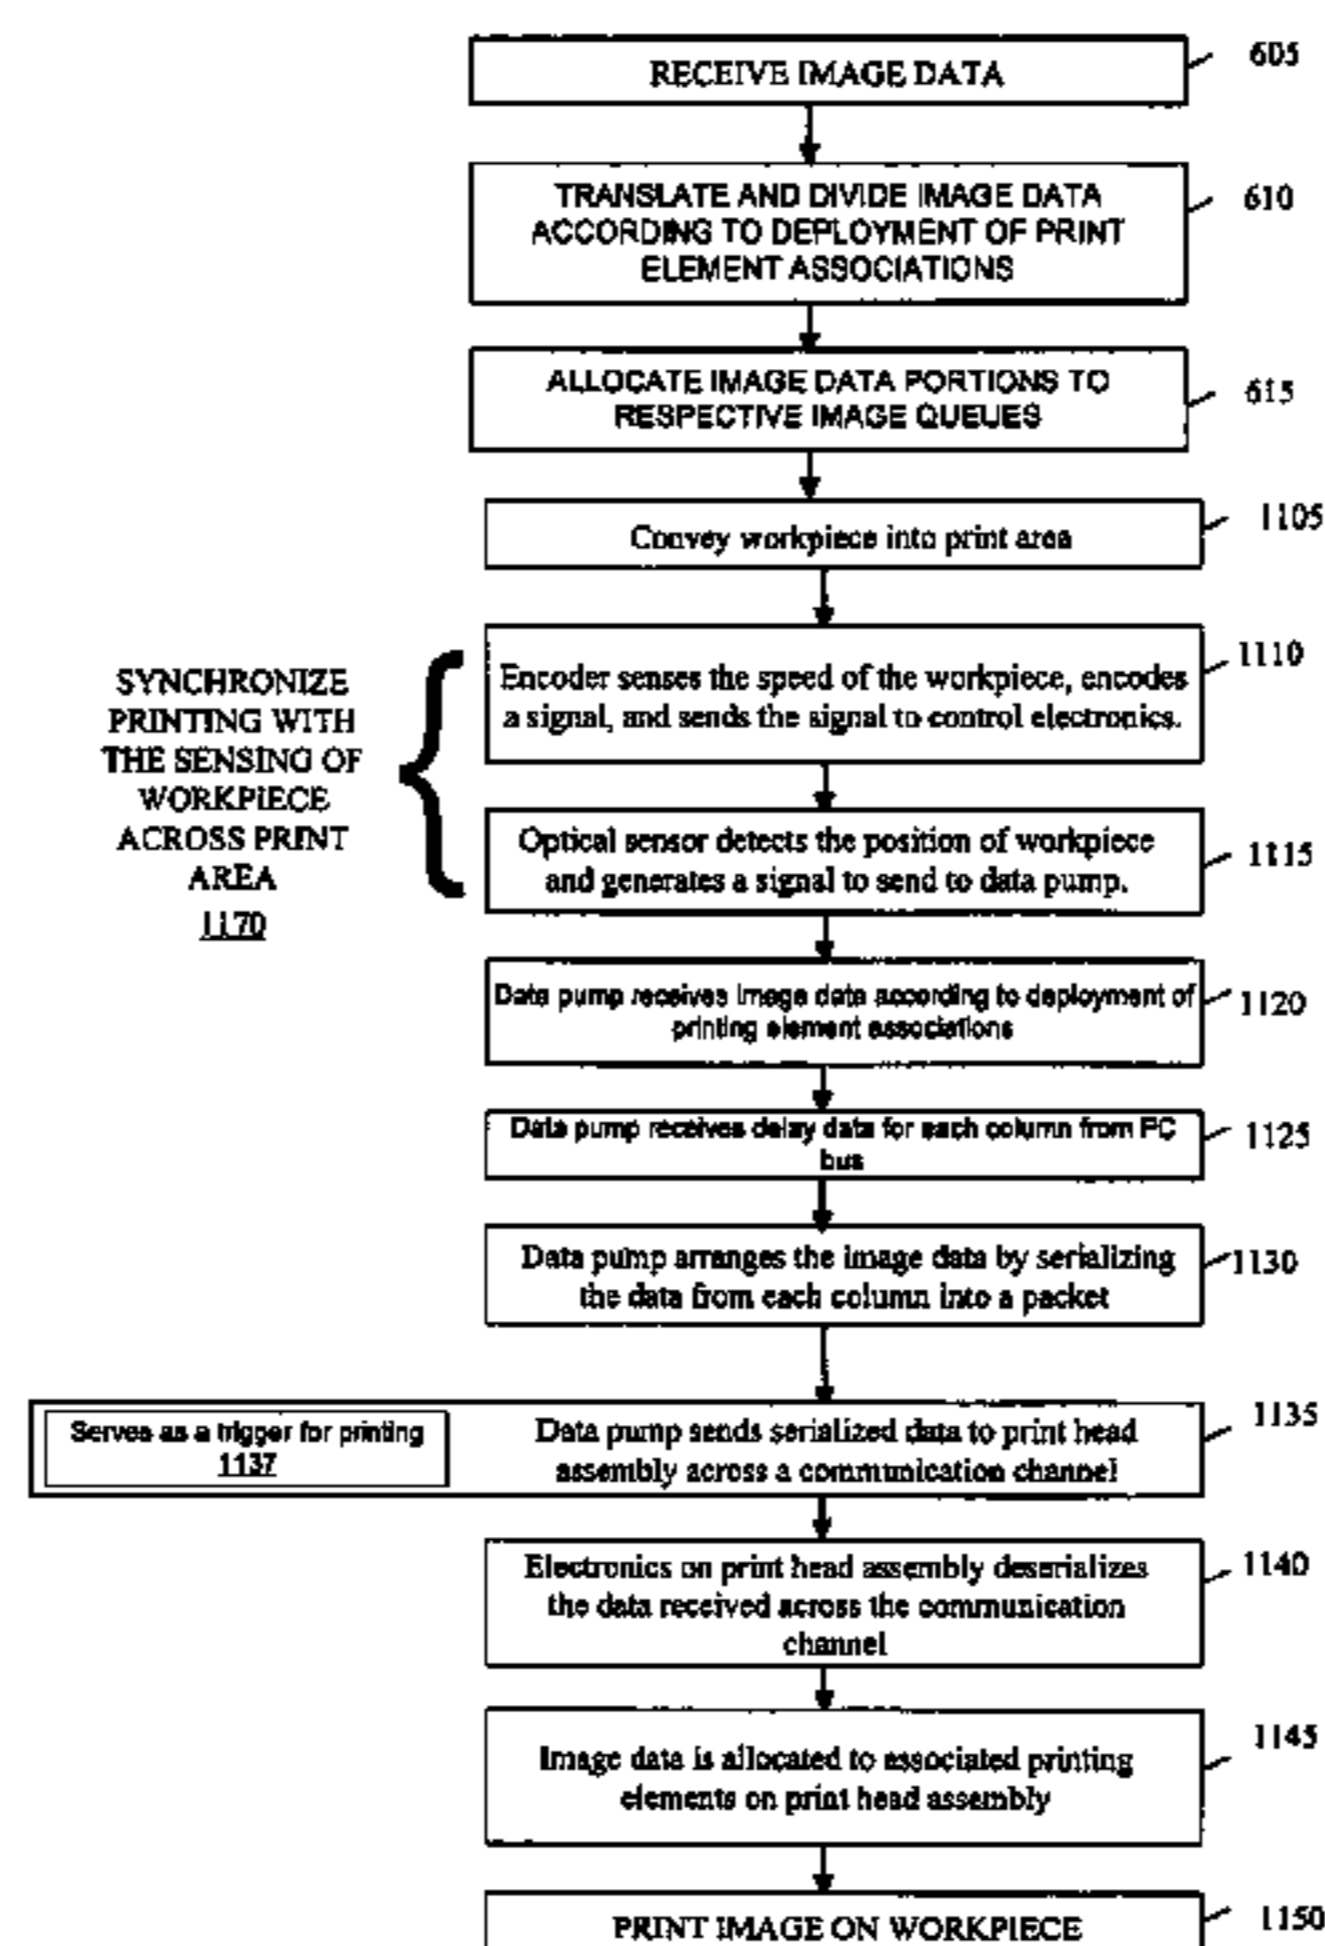 RECEIVE IMAGE DATA
605
TRANSLATE AND DIVIDE IMAGE DATA
ACCORDING TO DEPLOYMENT OF PRINT
ELEMENT ASSOCIATIONS
610
ALLOCATE IMAGE DATA PORTIONS TO
RESPECTIVE IMAGE QUEUES
615
Convey workpiece into print area
1105
SYNCHRONIZE
PRINTING WITH
THE SENSING OF
WORKPIECE
ACROSS PRINT
AREA
1170
Encoder senses the speed of the workpiece, encodes
a signal, and sends the signal to control electronics.
1110
Optical sensor detects the position of workpiece
and generates a signal to send to data pump.
1115
Data pump receives image data according to deployment of
printing element associations
1120
Data pump receives delay data for each column from PC
bus
1125
Data pump arranges the image data by serializing
the data from each column into a packet
1130
Serves as a trigger for printing
1137
Data pump sends serialized data to print head
assembly across a communication channel
1135
Electronics on print head assembly deserializes
the data received across the communication
channel
1140
Image data is allocated to associated printing
elements on print head assembly
1145
PRINT IMAGE ON WORKPIECE
1150